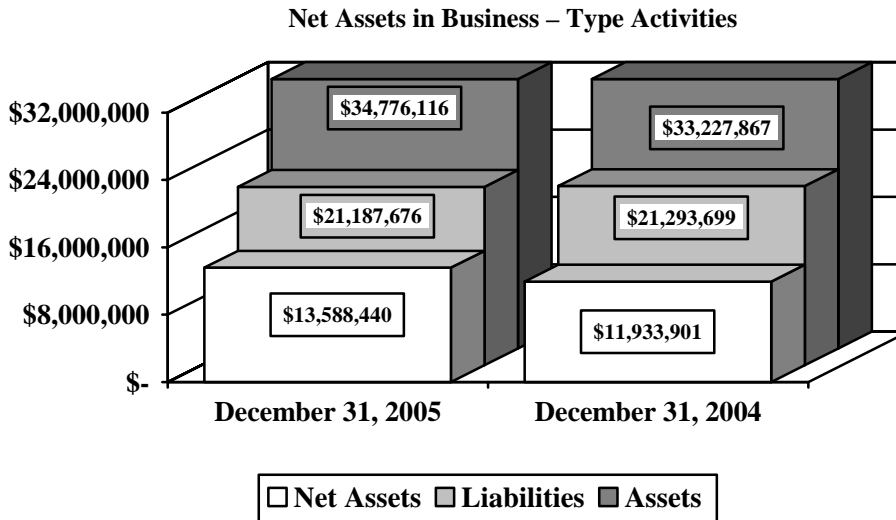 Net Assets in Business – Type Activities
$32,000,000
$24,000,000
$16,000,000
$8,000,000
$-
$34,776,116
$33,227,867
$21,187,676
$21,293,699
$13,588,440
$11,933,901
December 31, 2005
December 31, 2004
Net Assets Liabilities Assets